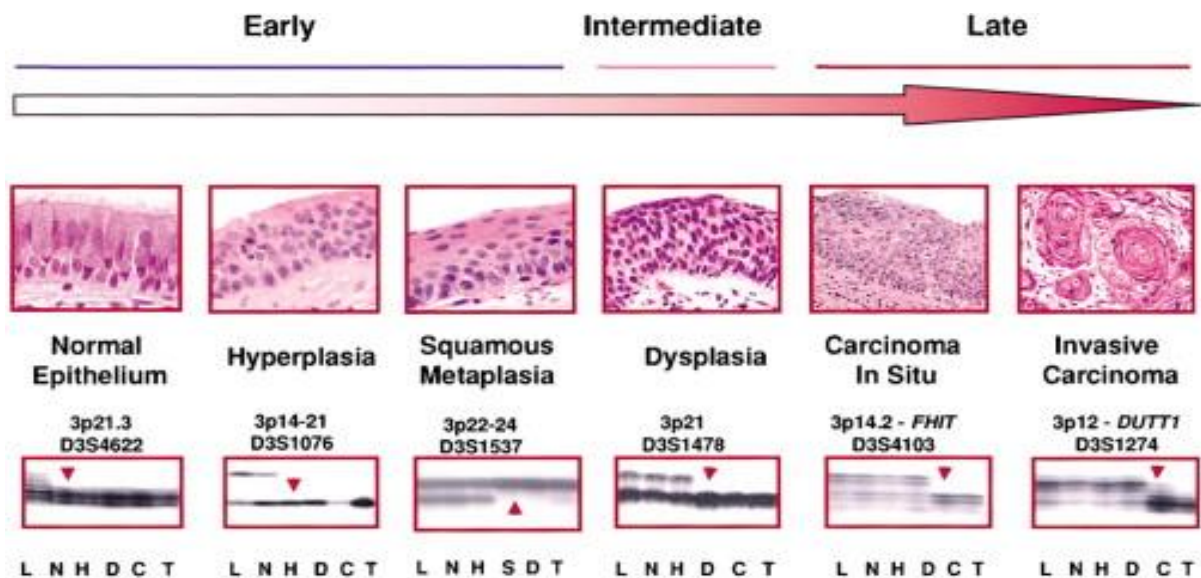 Early Intermediate Late
Normal Epithelium
Hyperplasia
Squamous Metaplasia
Dysplasia
Carcinoma In Situ
Invasive Carcinoma
3p21.3
D3S4622
3p14-21
D3S1076
3p22-24
D3S1537
3p21
D3S1478
3p14.2 - FHIT
D3S4103
3p12 - DUTT1
D3S1274
L N H D C T
L N H D C T
L N H S D T
L N H D C T
L N H D C T
L N H D C T